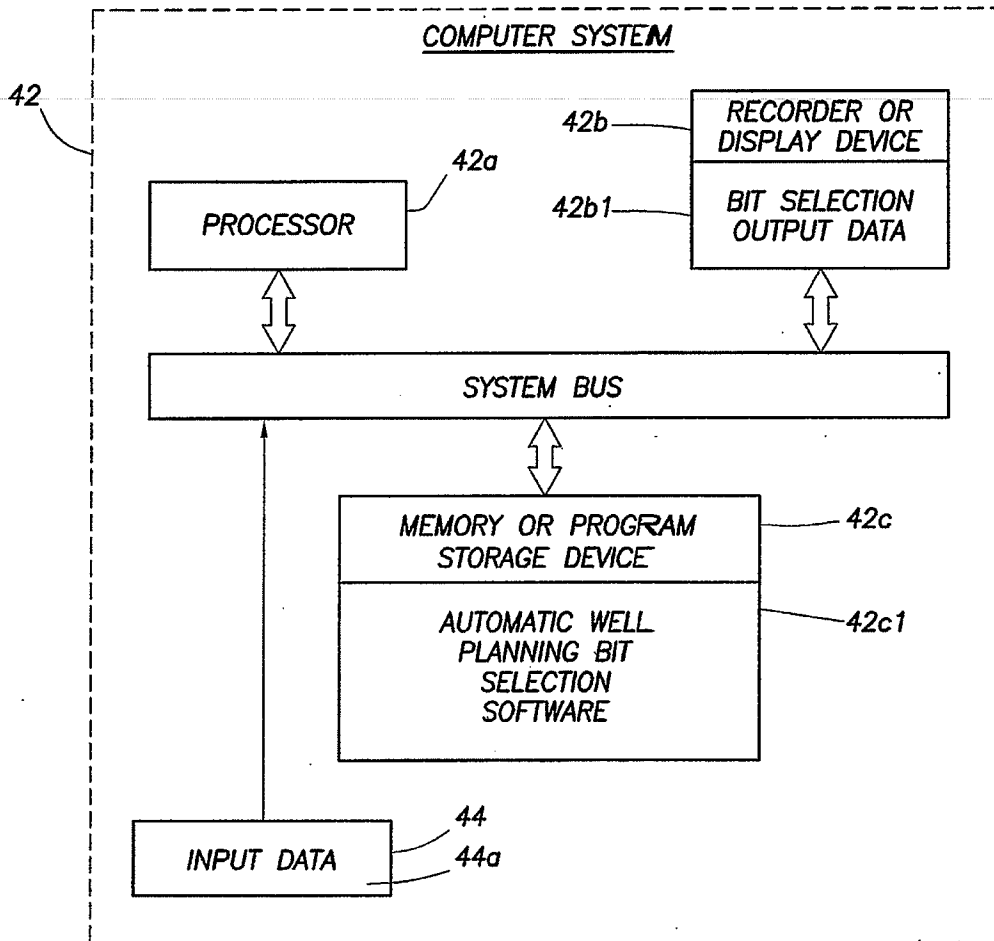 COMPUTER SYSTEM
42
42b
RECORDER OR
DISPLAY DEVICE
42a
PROCESSOR
42b1
BIT SELECTION
OUTPUT DATA
SYSTEM BUS
MEMORY OR PROGRAM
STORAGE DEVICE
42c
AUTOMATIC WELL
PLANNING BIT
SELECTION
SOFTWARE
42c1
INPUT DATA
44
44a